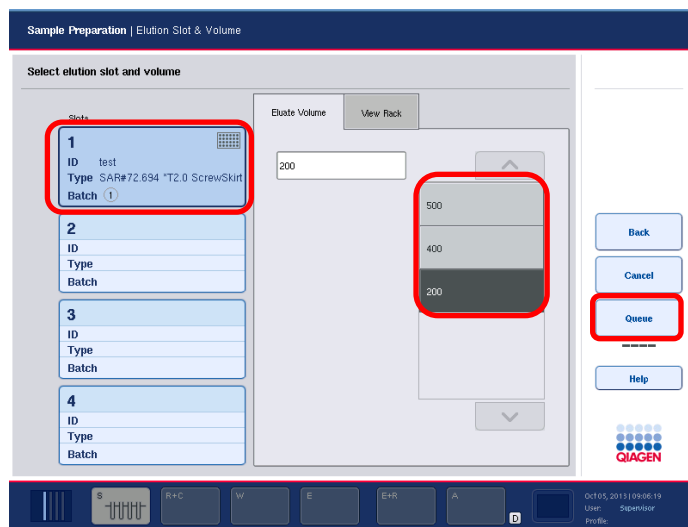 Sample Preparation | Elution Slot & Volume
Select elution slot and volume
Slots
1
ID test
Type SAR#72.694 "T2.0 ScrewSkirt
Batch 1
2
ID
Type
Batch
3
ID
Type
Batch
4
ID
Type
Batch
Eluate Volume
View Rack
200
500
400
200
Back
Cancel
Queue
Help
QIAGEN
S
R+C
W
E
E+R
A
D
Oct 05, 2015 | 09:06:19
User: Supervisor
Profile: